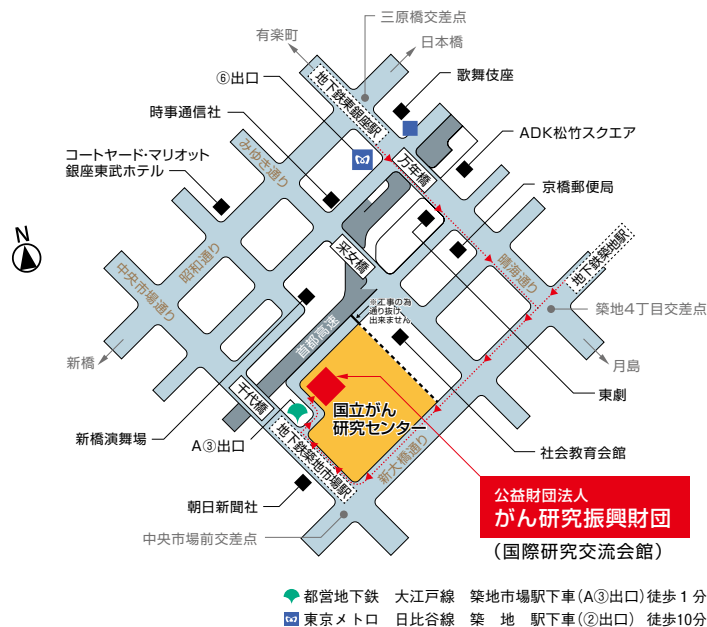 三原橋交差点
有楽町
日本橋
⑥出口
歌舞伎座
地下鉄東銀座駅
時事通信社
ADK松竹スクエア
みゆき通り
万年橋
コートヤード・マリオット
銀座東武ホテル
京橋郵便局
N
采女橋
昭和通り
晴海通り
地下鉄築地駅
中央市場通り
※工事の為
通り抜け
出来ません
築地4丁目交差点
首都高速
新橋
月島
千代橋
東劇
国立がん
研究センター
新橋演舞場
A③出口
社会教育会館
地下鉄築地市場駅
新大橋通り
朝日新聞社
公益財団法人
がん研究振興財団
(国際研究交流会館)
中央市場前交差点
都営地下鉄 大江戸線 築地市場駅下車(A③出口)徒歩1分
東京メトロ 日比谷線 築 地 駅下車(②出口) 徒歩10分